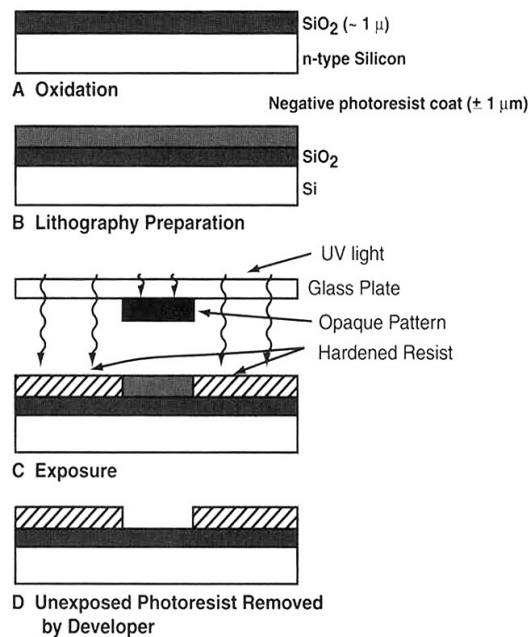 SiO2 (~ 1 µ)
n-type Silicon
A Oxidation
Negative photoresist coat (± 1 µm)
SiO2
Si
B Lithography Preparation
UV light
Glass Plate
Opaque Pattern
Hardened Resist
C Exposure
D Unexposed Photoresist Removed
by Developer